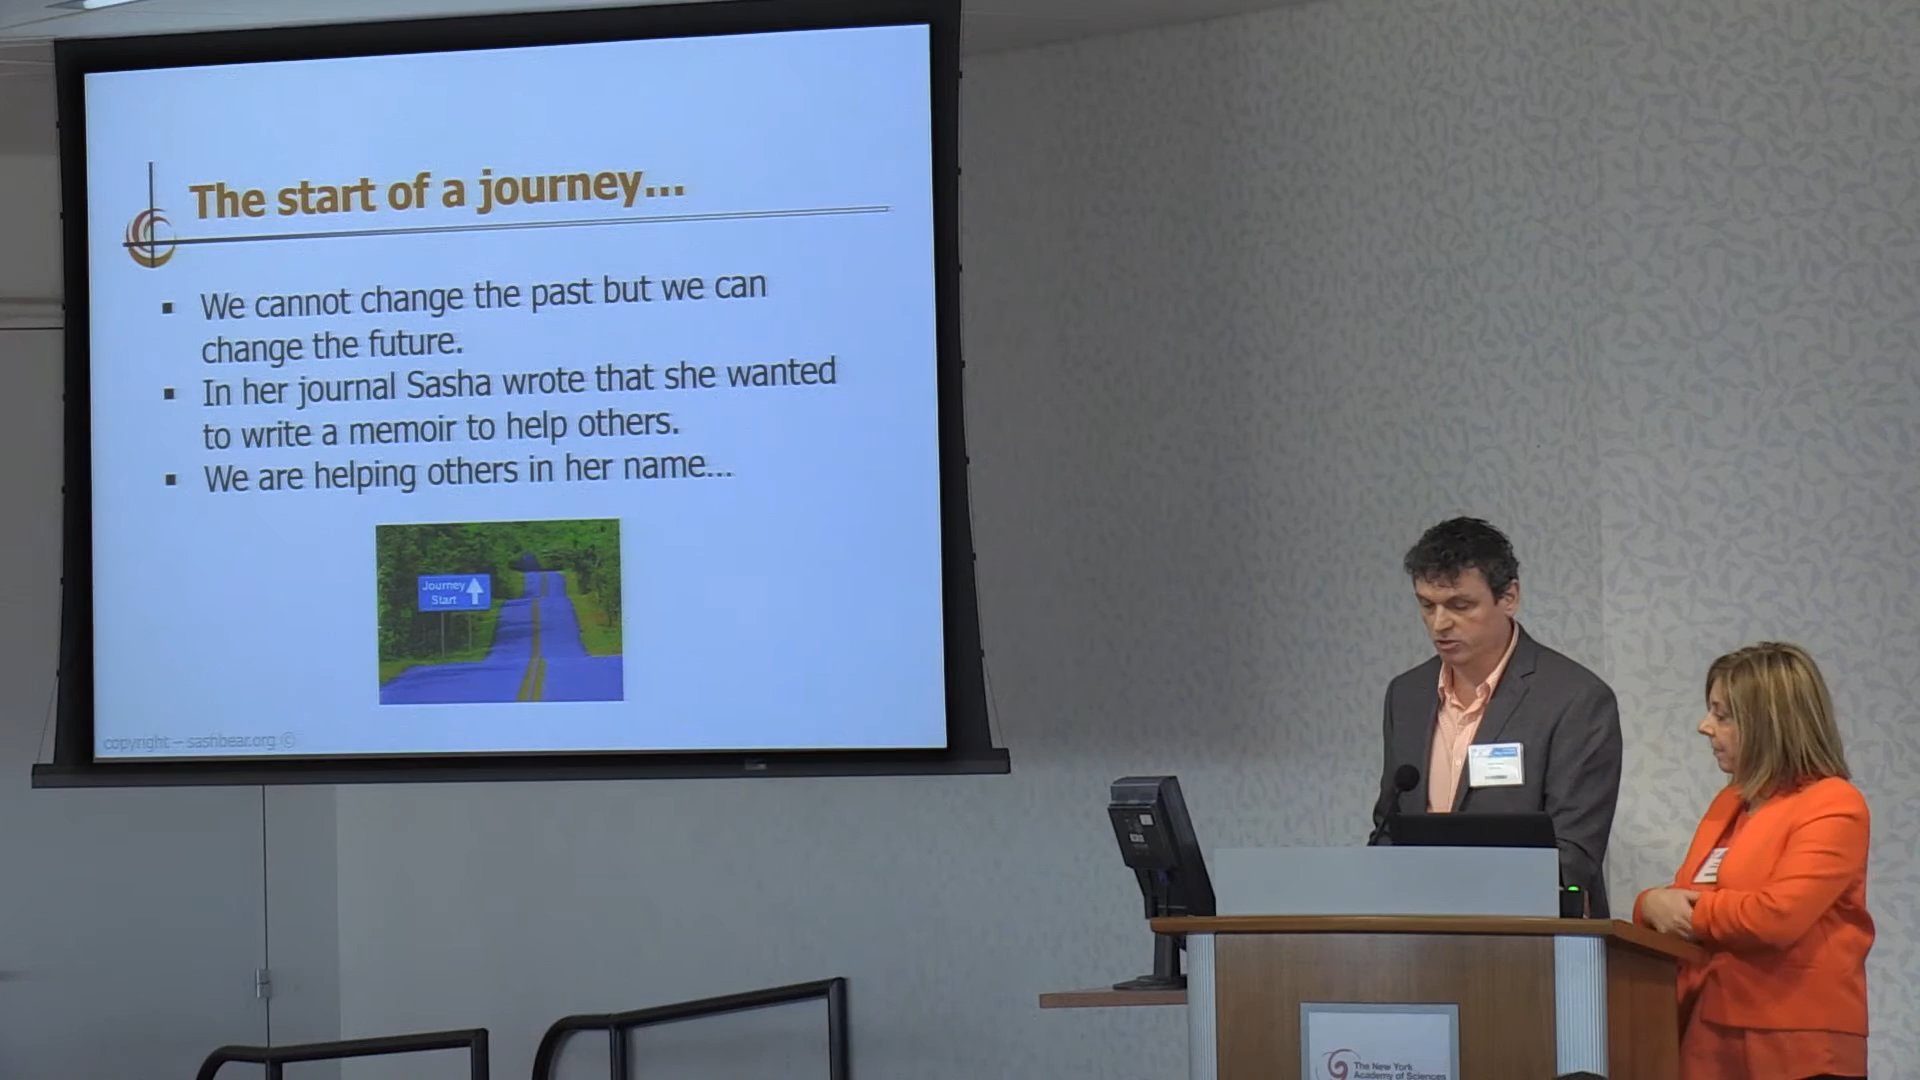 The start of a journey...
▪ We cannot change the past but we can
change the future.
▪ In her journal Sasha wrote that she wanted
to write a memoir to help others.
▪ We are helping others in her name...
Journey
Start
copyright – sashbear.org ©
The New York
Academy of Sciences